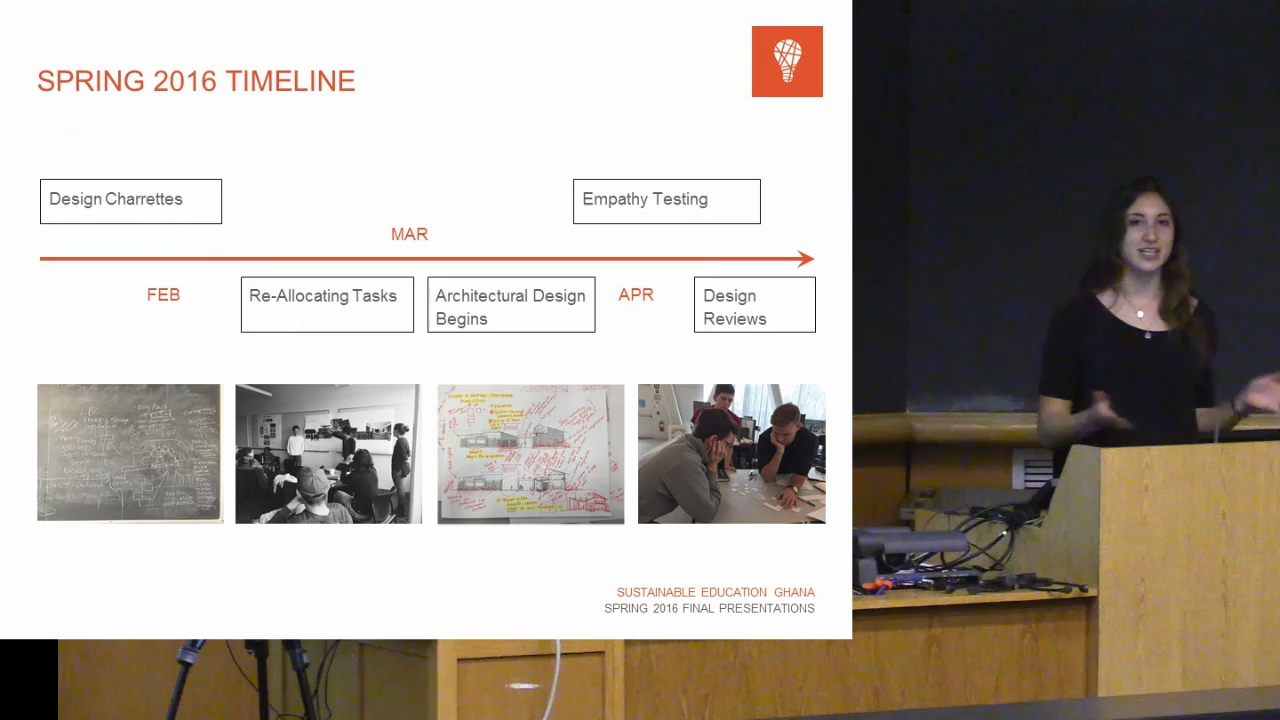 SPRING 2016 TIMELINE
Design Charrettes
Empathy Testing
MAR
FEB
Re-Allocating Tasks
Architectural Design
Begins
APR
Design
Reviews
SUSTAINABLE EDUCATION GHANA
SPRING 2016 FINAL PRESENTATIONS